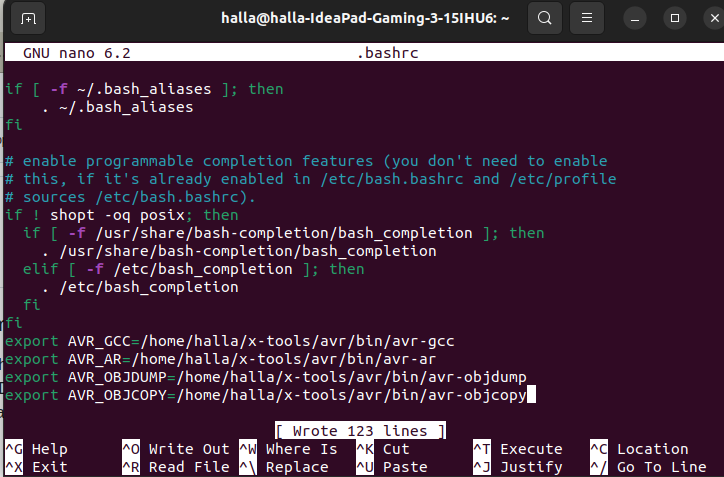 halla@halla-IdeaPad-Gaming-3-15IHU6: ~
GNU nano 6.2 .bashrc
if [ -f ~/.bash_aliases ]; then
    . ~/.bash_aliases
fi
# enable programmable completion features (you don't need to enable
# this, if it's already enabled in /etc/bash.bashrc and /etc/profile
# sources /etc/bash.bashrc).
if ! shopt -oq posix; then
  if [ -f /usr/share/bash-completion/bash_completion ]; then
    . /usr/share/bash-completion/bash_completion
  elif [ -f /etc/bash_completion ]; then
    . /etc/bash_completion
  fi
fi
export AVR_GCC=/home/halla/x-tools/avr/bin/avr-gcc
export AVR_AR=/home/halla/x-tools/avr/bin/avr-ar
export AVR_OBJDUMP=/home/halla/x-tools/avr/bin/avr-objdump
export AVR_OBJCOPY=/home/halla/x-tools/avr/bin/avr-objcopy
[ Wrote 123 lines ]
^G Help ^O Write Out ^W Where Is ^K Cut ^T Execute ^C Location
^X Exit ^R Read File ^\ Replace ^U Paste ^J Justify ^/ Go To Line